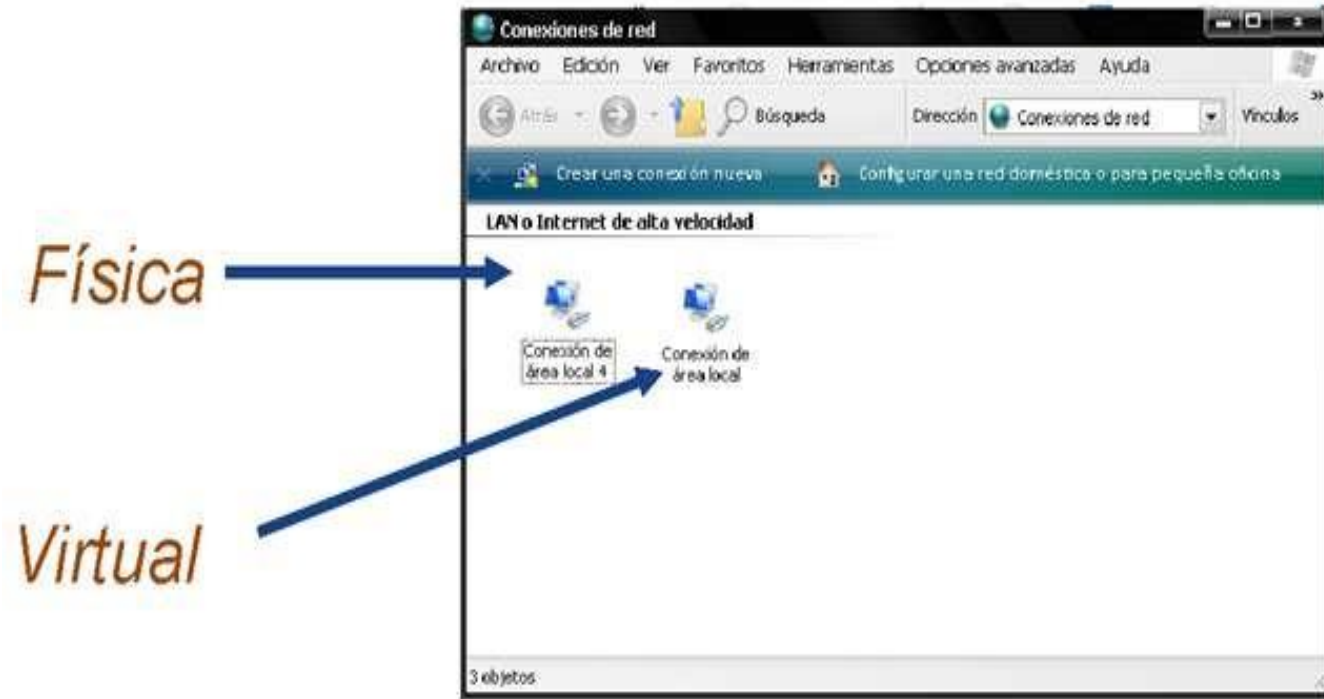 Conexiones de red
Archivo Edición Ver Favoritos Herramientas Opciones avanzadas Ayuda
Atrás Búsqueda Dirección Conexiones de red Vínculos »
Crear una conexión nueva Configurar una red doméstica o para pequeña oficina
LAN o Internet de alta velocidad
Física
Conexión de
área local 4
Conexión de
área local
Virtual
3 objetos